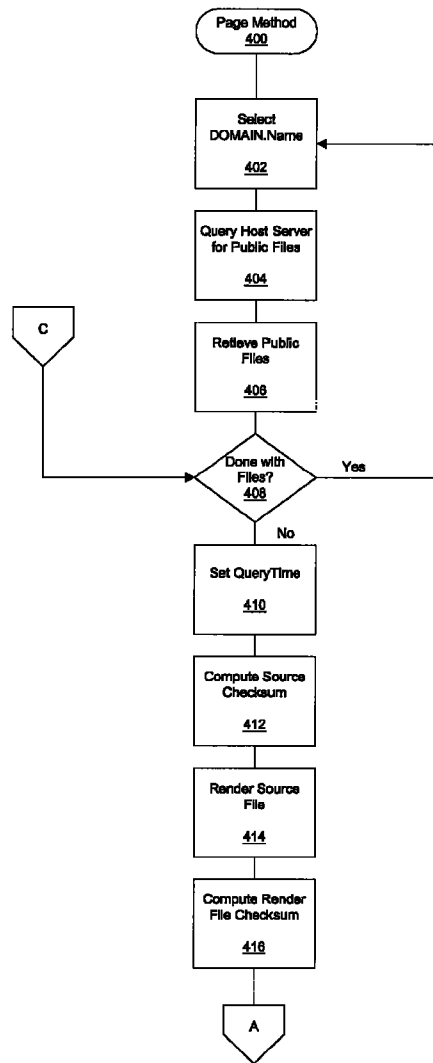 Page Method
400
Select
DOMAIN.Name
402
Query Host Server
for Public Files
404
C
Retieve Public
Files
406
Done with
Files?
408
Yes
No
Set QueryTime
410
Compute Source
Checksum
412
Render Source
File
414
Compute Render
File Checksum
416
A